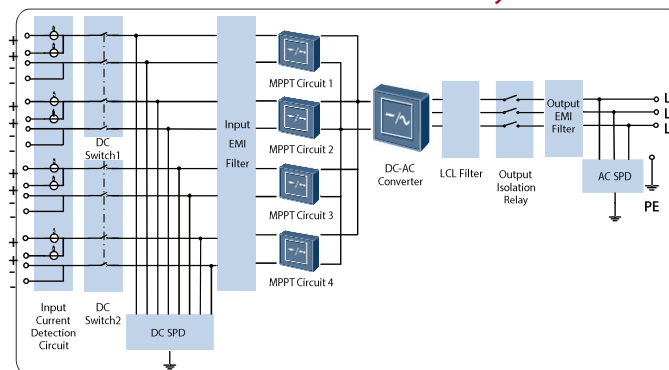 +
+
-
-
+
+
-
-
+
+
-
-
+
+
-
-
Input
Current
Detection
Circuit
DC
Switch1
DC
Switch2
DC SPD
Input
EMI
Filter
MPPT Circuit 1
MPPT Circuit 2
MPPT Circuit 3
MPPT Circuit 4
DC-AC
Converter
LCL Filter
Output
Isolation
Relay
Output
EMI
Filter
AC SPD
L
L
L
PE